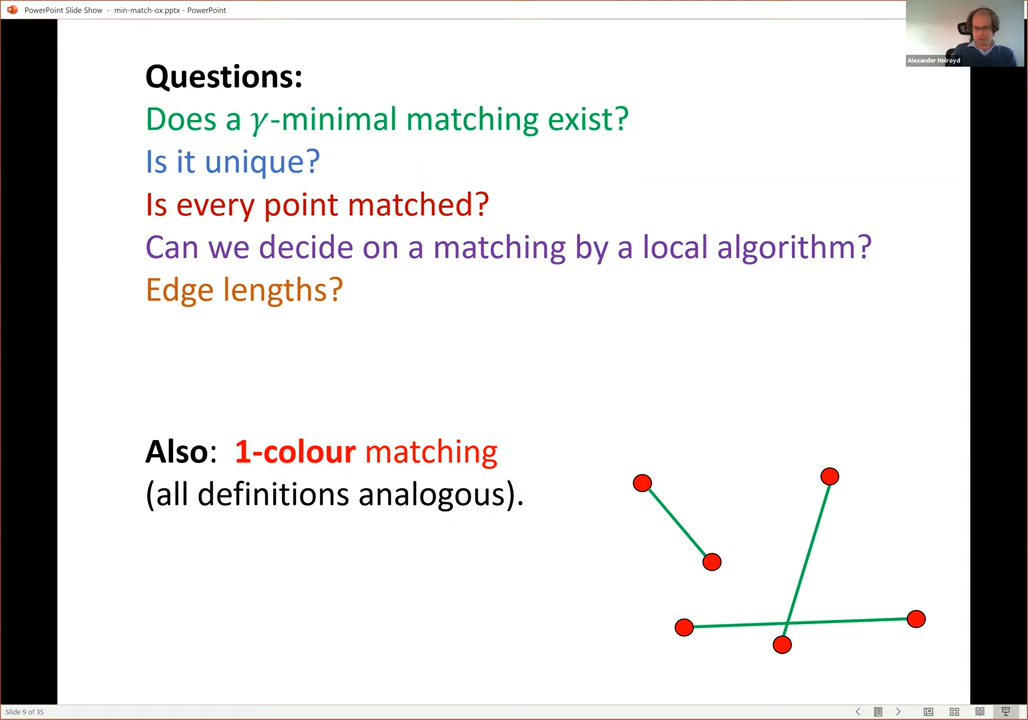 PowerPoint Slide Show - min-match-ox.pptx - PowerPoint
Alexander Holroyd
Questions:
Does a γ-minimal matching exist?
Is it unique?
Is every point matched?
Can we decide on a matching by a local algorithm?
Edge lengths?
Also: 1-colour matching
(all definitions analogous).
Slide 9 of 35